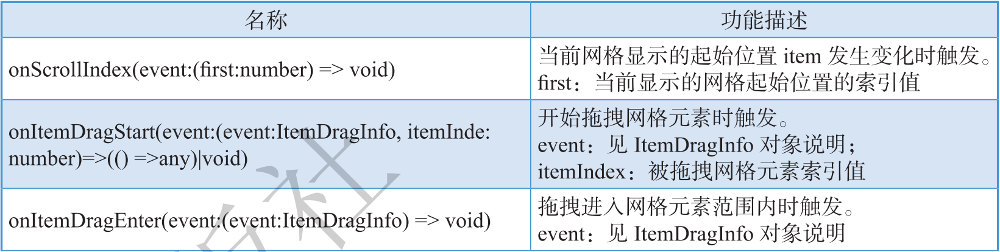 名称
功能描述
onScrollIndex(event:(first:number) => void)
当前网格显示的起始位置 item 发生变化时触发。
first：当前显示的网格起始位置的索引值
onItemDragStart(event:(event:ItemDragInfo, itemInde:
number)=>(() =>any)|void)
开始拖拽网格元素时触发。
event：见 ItemDragInfo 对象说明；
itemIndex：被拖拽网格元素索引值
onItemDragEnter(event:(event:ItemDragInfo) => void)
拖拽进入网格元素范围内时触发。
event：见 ItemDragInfo 对象说明
社